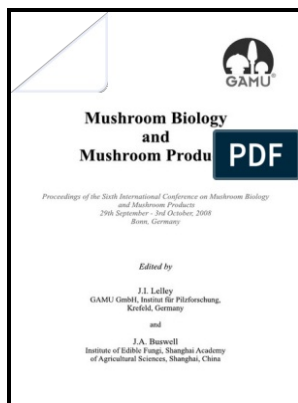 GAMU®
Mushroom Biology
and
Mushroom Produ
PDF
Proceedings of the Sixth International Conference on Mushroom Biology
and Mushroom Products
29th September - 3rd October, 2008
Bonn, Germany
Edited by
J.I. Lelley
GAMU GmbH, Institut für Pilzforschung,
Krefeld, Germany
and
J.A. Buswell
Institute of Edible Fungi, Shanghai Academy
of Agricultural Sciences, Shanghai, China